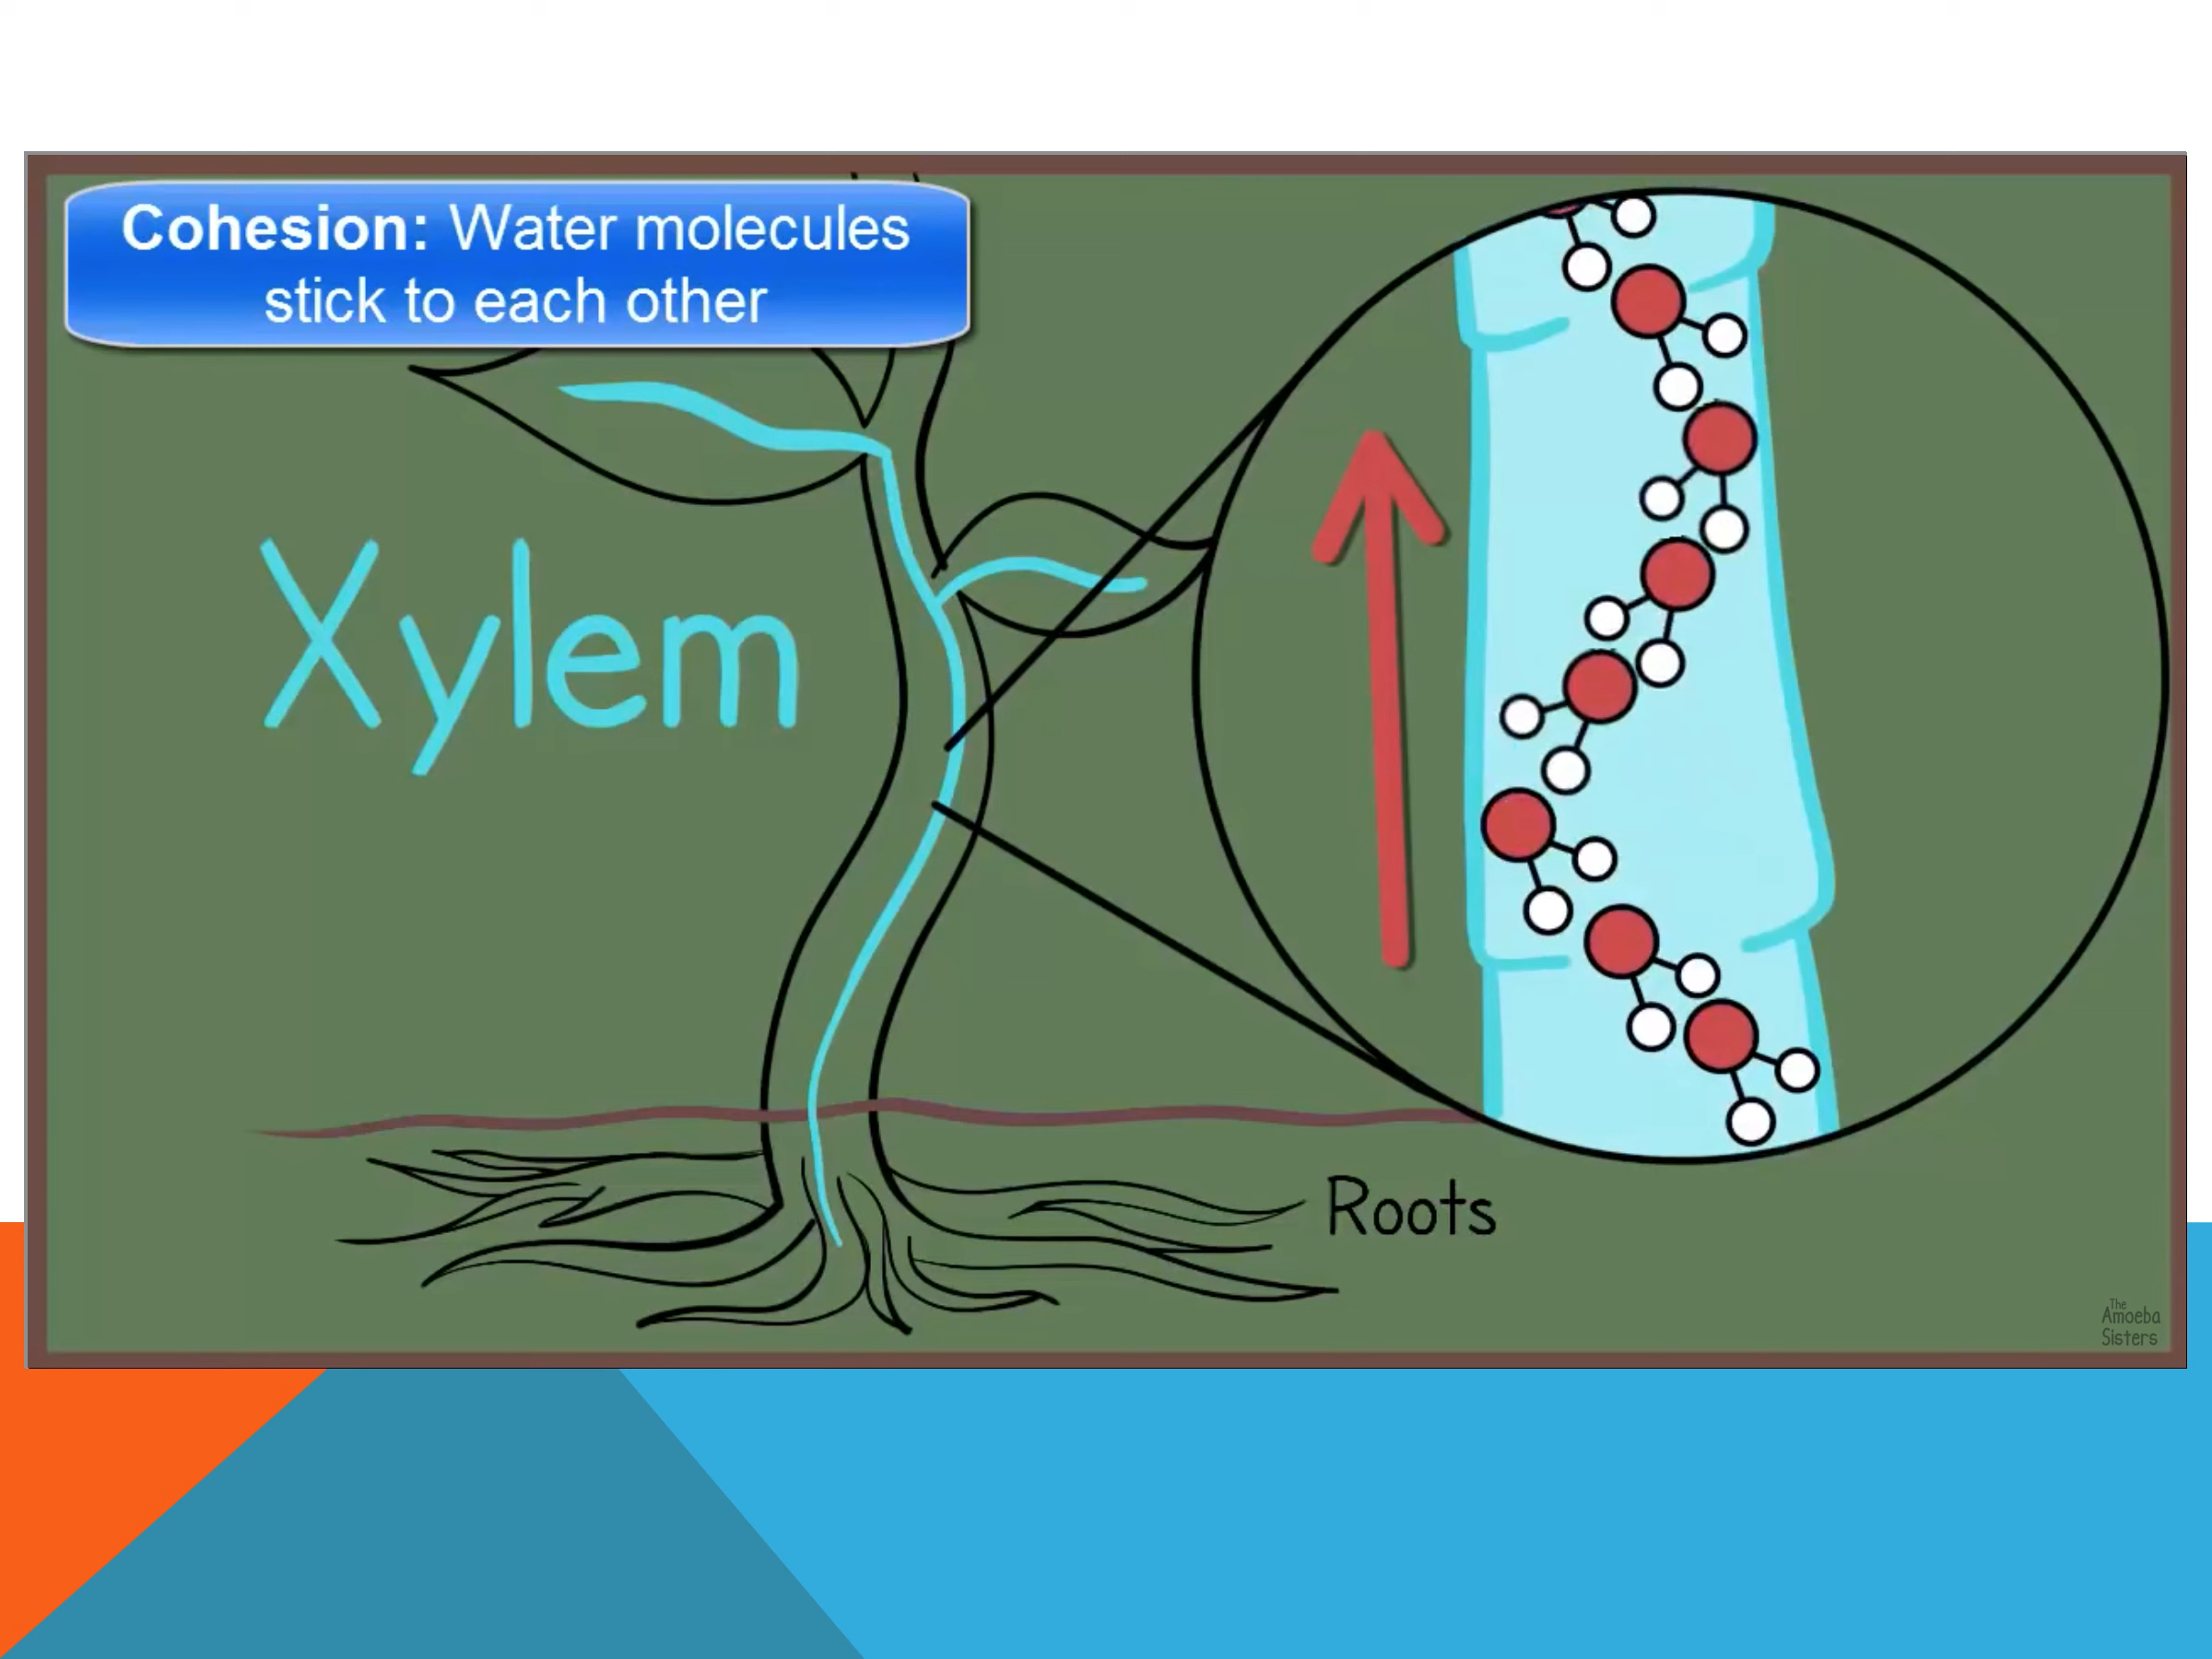 Cohesion: Water molecules
stick to each other
Xylem
Roots
The
Amoeba
Sisters